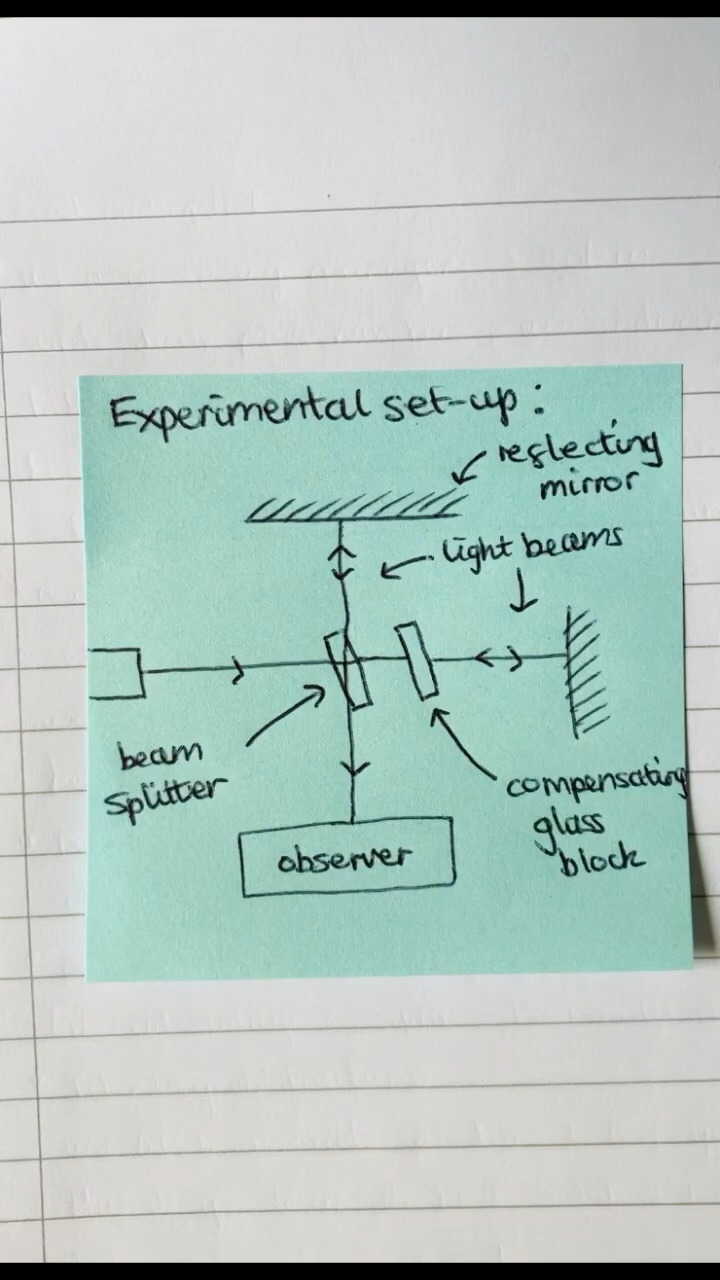 Experimental set-up:
reflecting
mirror
light beams
beam
splitter
compensating
glass
block
observer